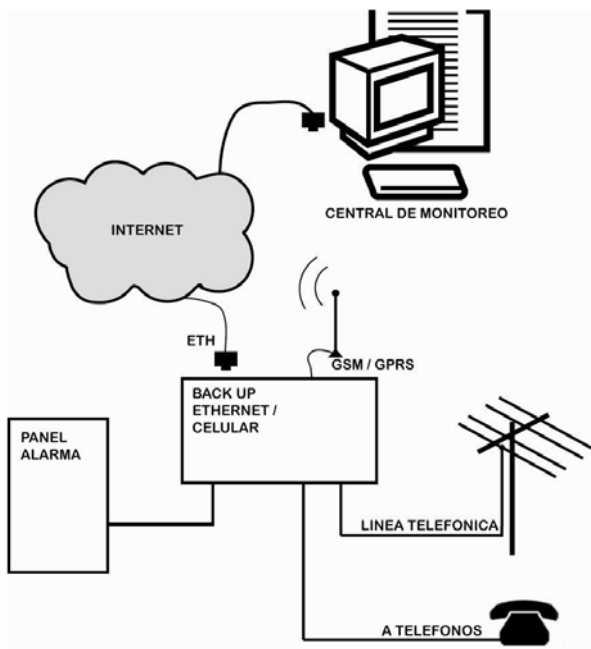 CENTRAL DE MONITOREO
INTERNET
ETH
GSM / GPRS
BACK UP
ETHERNET /
CELULAR
PANEL
ALARMA
LINEA TELEFONICA
A TELEFONOS